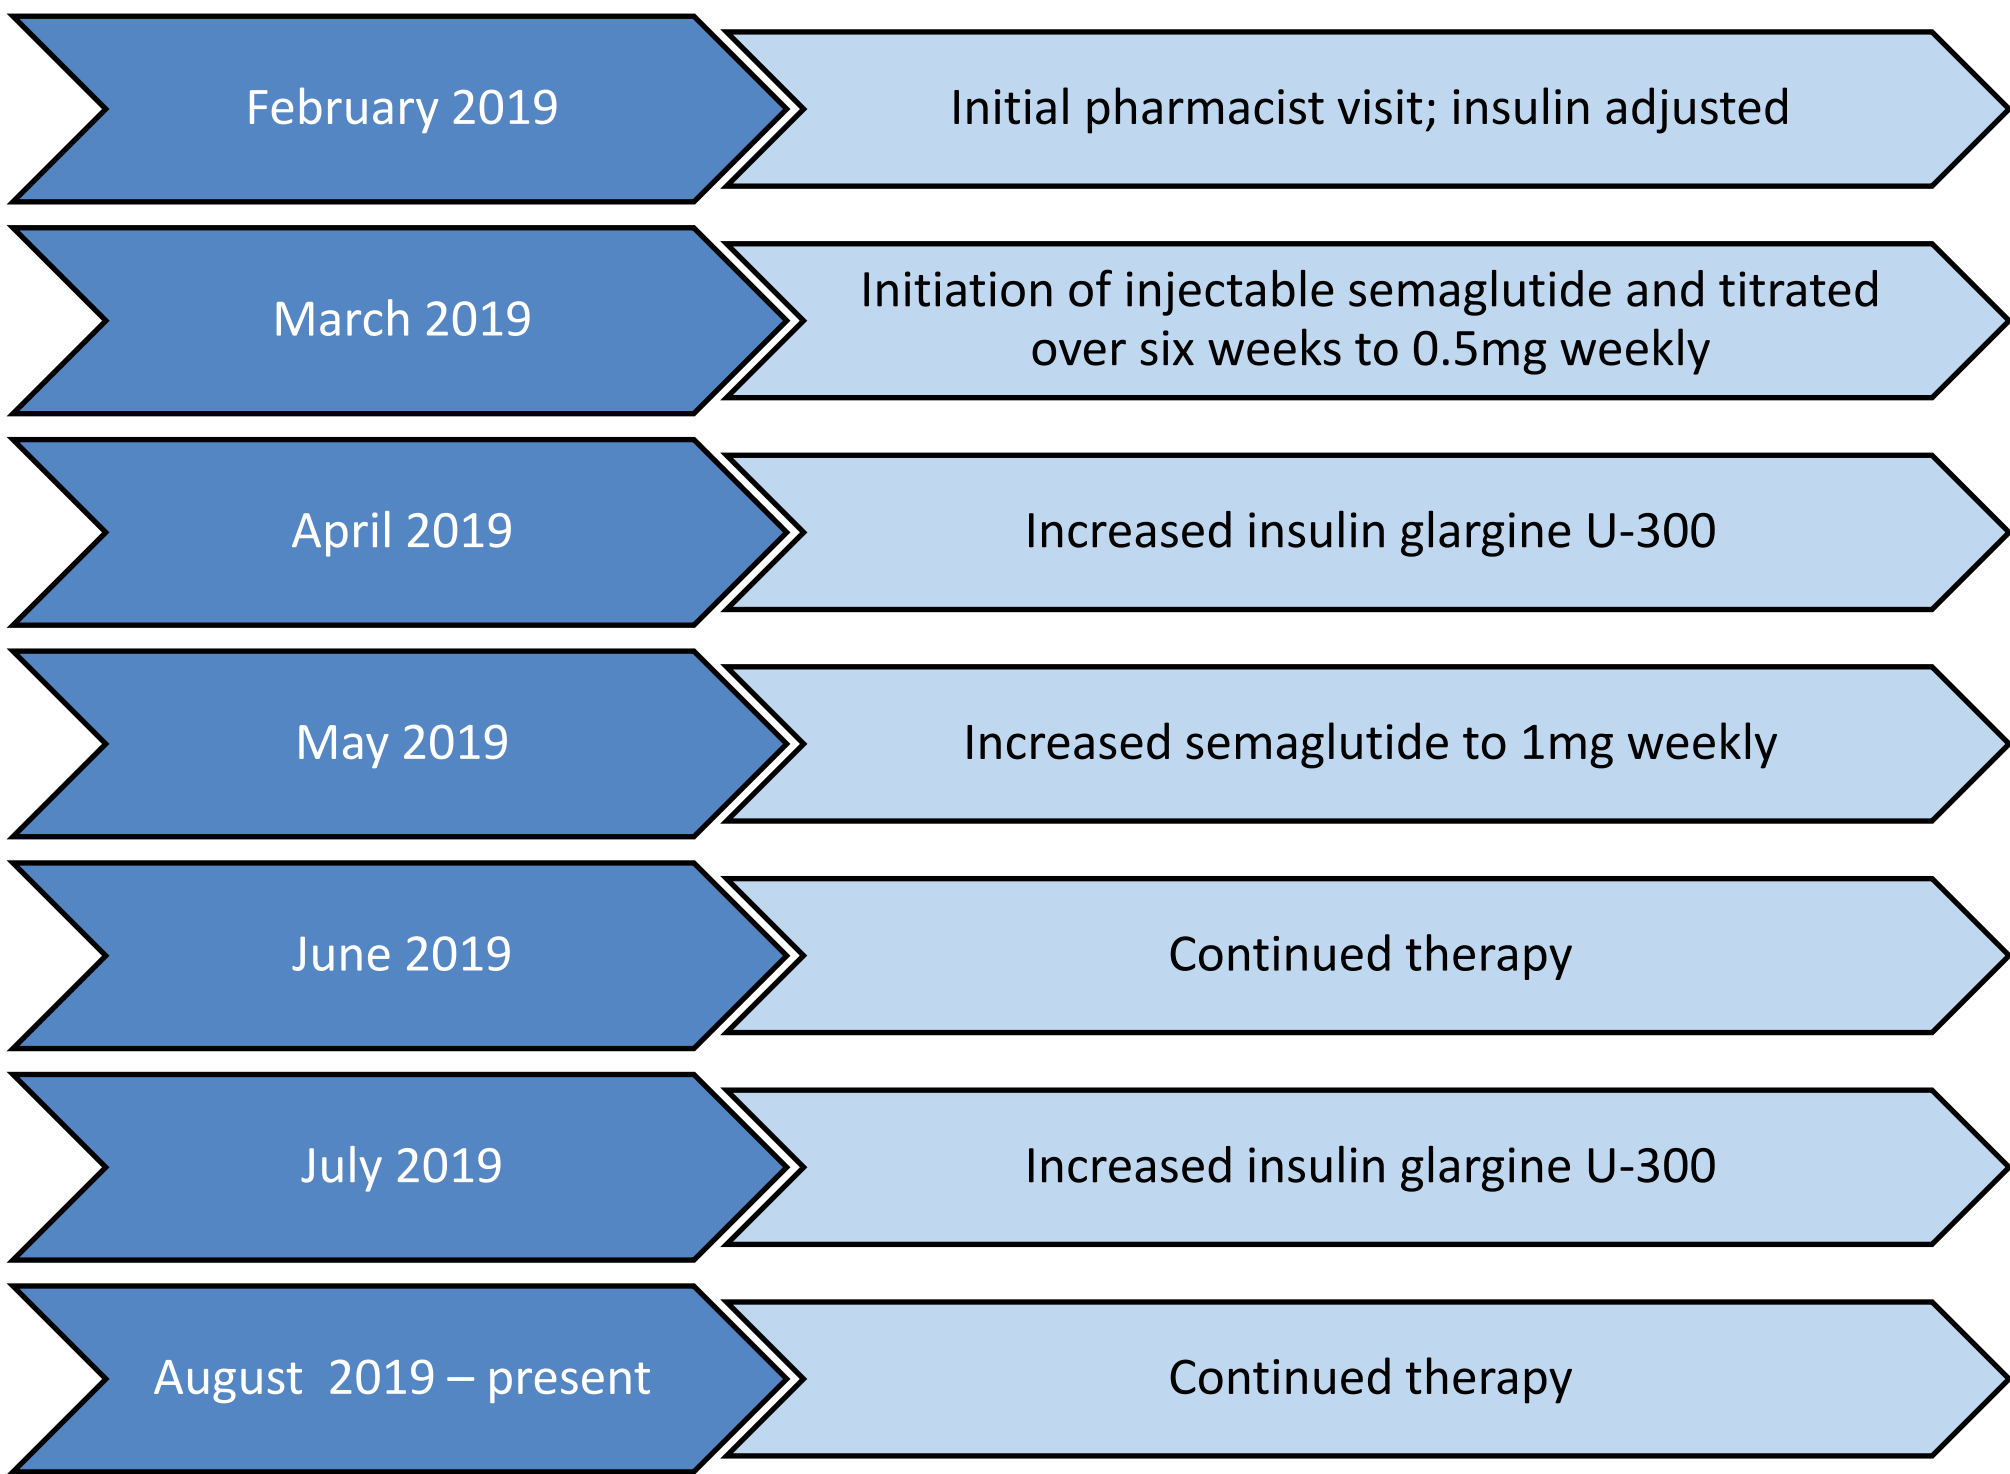 February 2019
Initial pharmacist visit; insulin adjusted
March 2019
Initiation of injectable semaglutide and titrated
over six weeks to 0.5mg weekly
April 2019
Increased insulin glargine U-300
May 2019
Increased semaglutide to 1mg weekly
June 2019
Continued therapy
July 2019
Increased insulin glargine U-300
August  2019 – present
Continued therapy